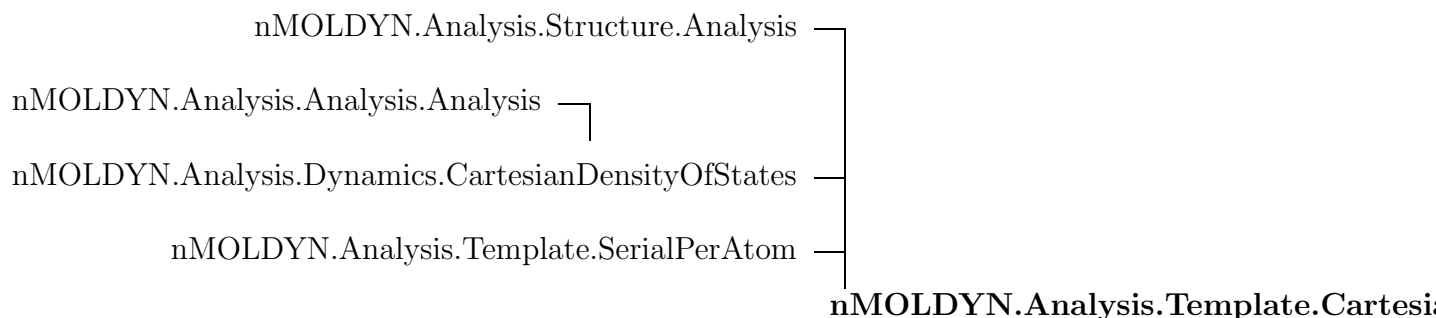 nMOLDYN.Analysis.Structure.Analysis
nMOLDYN.Analysis.Analysis.Analysis
nMOLDYN.Analysis.Dynamics.CartesianDensityOfStates
nMOLDYN.Analysis.Template.SerialPerAtom
nMOLDYN.Analysis.Template.Cartesia